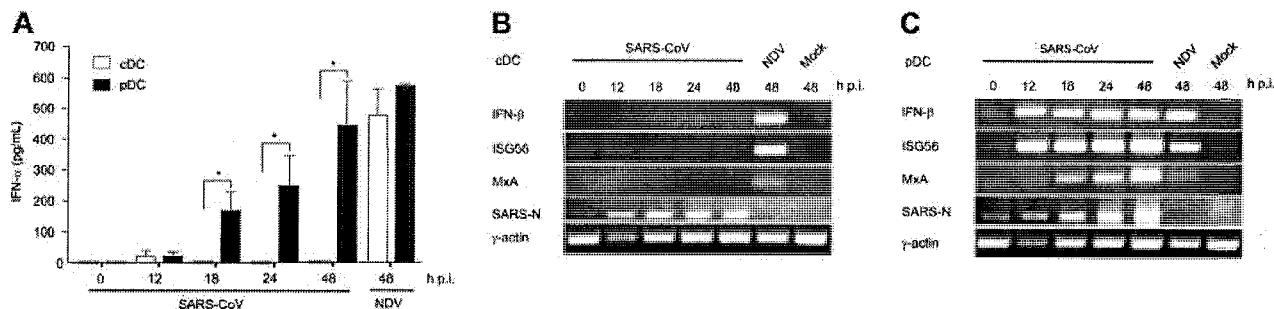 A
700
600
500
400
300
200
100
0
IFN-α (pg/mL)
cDC
pDC
*
*
*
0 12 18 24 48 48 h p.i.
SARS-CoV NDV
B
SARS-CoV
cDC NDV Mock
0 12 18 24 48 48 48 h p.i.
IFN-β
ISG56
MxA
SARS-N
γ-actin
C
SARS-CoV
pDC NDV Mock
0 12 18 24 48 48 48 h p.i.
IFN-β
ISG56
MxA
SARS-N
γ-actin